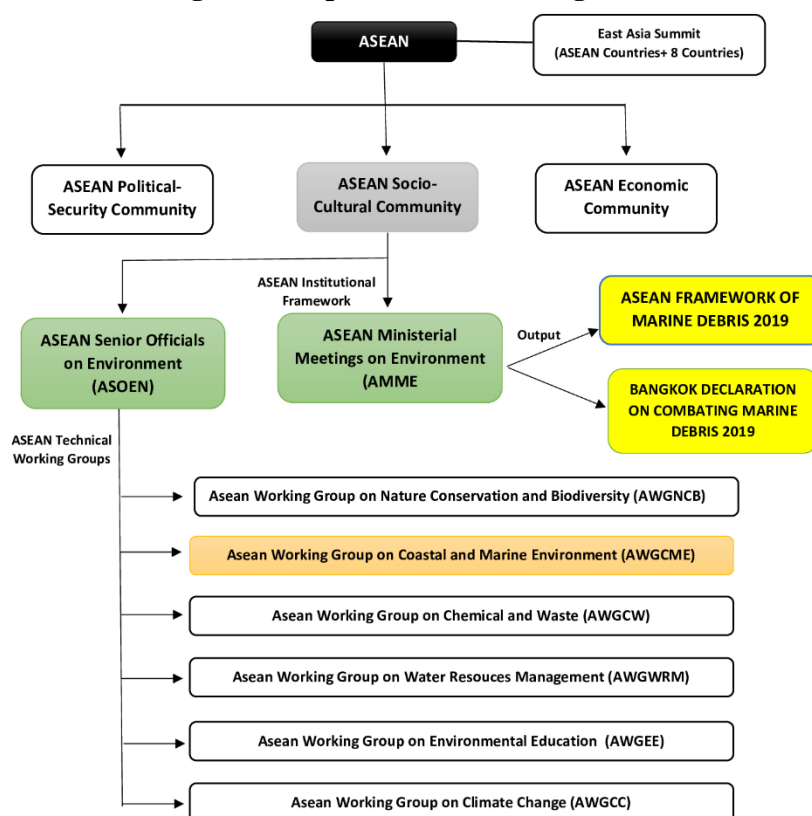 ASEAN
East Asia Summit
(ASEAN Countries+ 8 Countries)
ASEAN Political-
Security Community
ASEAN Socio-
Cultural Community
ASEAN Economic
Community
ASEAN Institutional
Framework
ASEAN Senior Officials
on Environment
(ASOEN)
ASEAN Ministerial
Meetings on Environment
(AMME
Output
ASEAN FRAMEWORK OF
MARINE DEBRIS 2019
BANGKOK DECLARATION
ON COMBATING MARINE
DEBRIS 2019
ASEAN Technical
Working Groups
Asean Working Group on Nature Conservation and Biodiversity (AWGNCB)
Asean Working Group on Coastal and Marine Environment (AWGCME)
Asean Working Group on Chemical and Waste (AWGCW)
Asean Working Group on Water Resouces Management (AWGWRM)
Asean Working Group on Environmental Education (AWGEE)
Asean Working Group on Climate Change (AWGCC)